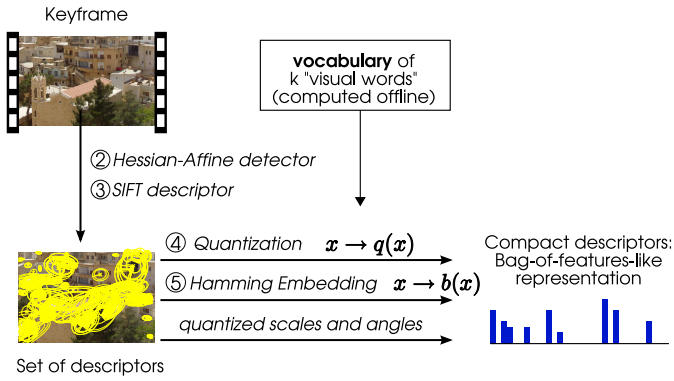 Keyframe
vocabulary of
k "visual words"
(computed offline)
② Hessian-Affine detector
③ SIFT descriptor
④ Quantization x → q(x)
⑤ Hamming Embedding x → b(x)
quantized scales and angles
Compact descriptors:
Bag-of-features-like
representation
Set of descriptors